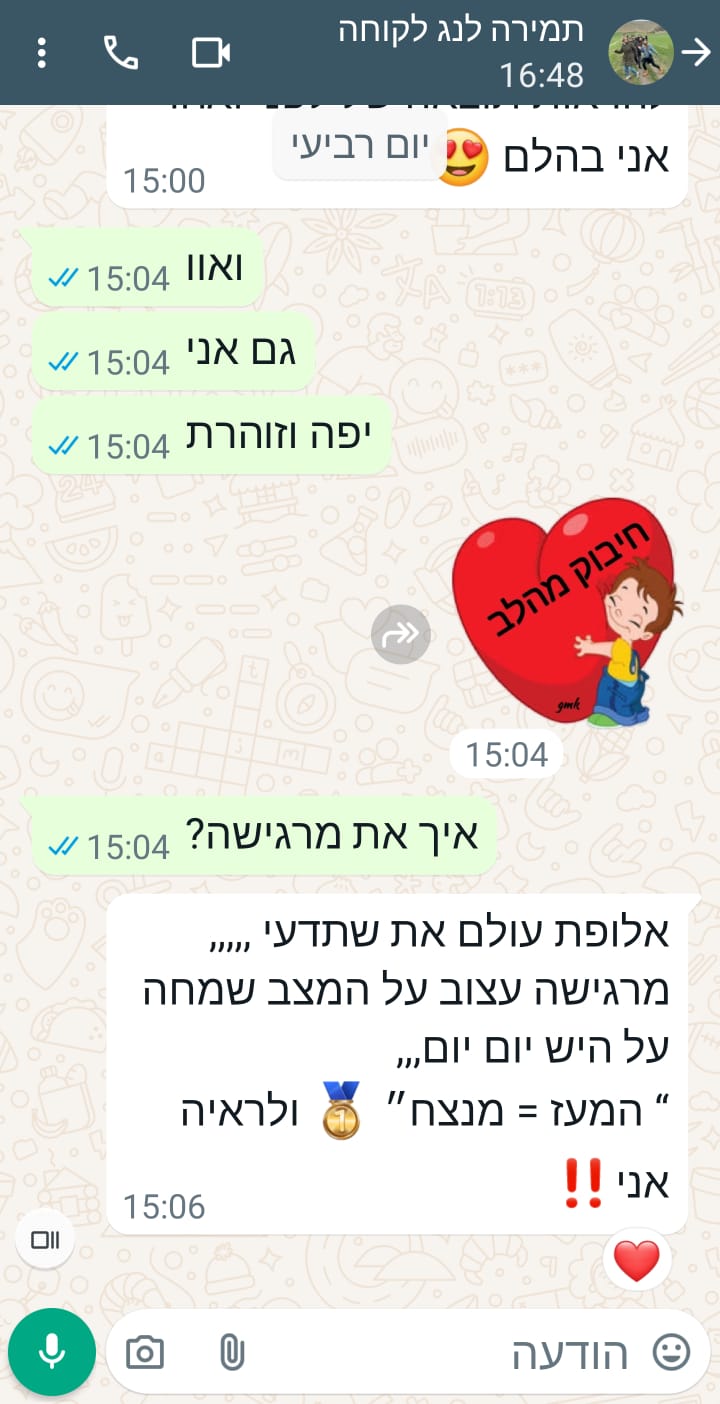 תמירה לנג לקוחה
16:48
יום רביעי
אני בהלם 😍
15:00
וואוו
15:04
גם אני
15:04
יפה וזוהרת
15:04
חיבוק מהלב
gmk
15:04
איך את מרגישה?
15:04
אלופת עולם את שתדעי ,,,,,
מרגישה עצוב על המצב שמחה
על היש יום יום,,,
“ המעז = מנצח” 🥇 ולראיה
אני ‼️
15:06
❤️
הודעה